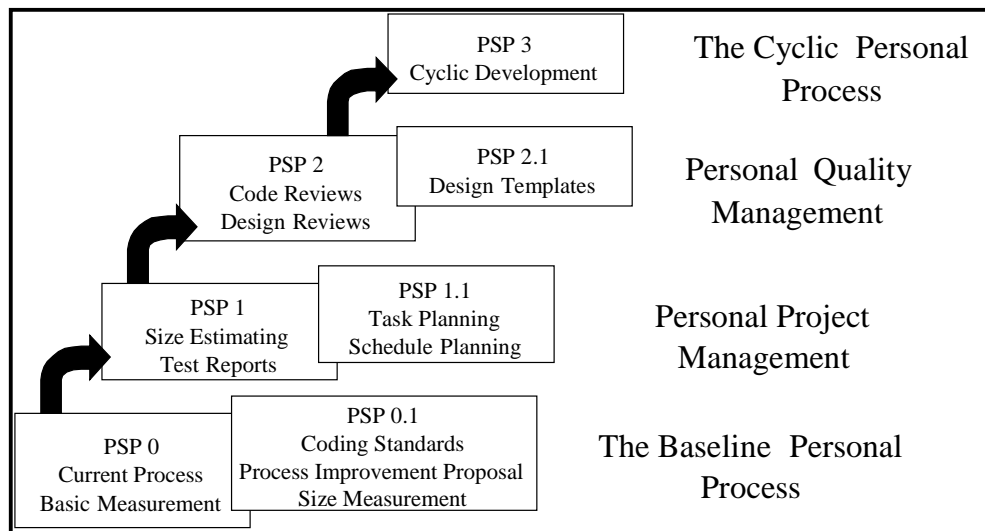 PSP 3
Cyclic Development
The Cyclic Personal
Process
PSP 2
Code Reviews
Design Reviews
PSP 2.1
Design Templates
Personal Quality
Management
PSP 1
Size Estimating
Test Reports
PSP 1.1
Task Planning
Schedule Planning
Personal Project
Management
PSP 0
Current Process
Basic Measurement
PSP 0.1
Coding Standards
Process Improvement Proposal
Size Measurement
The Baseline Personal
Process